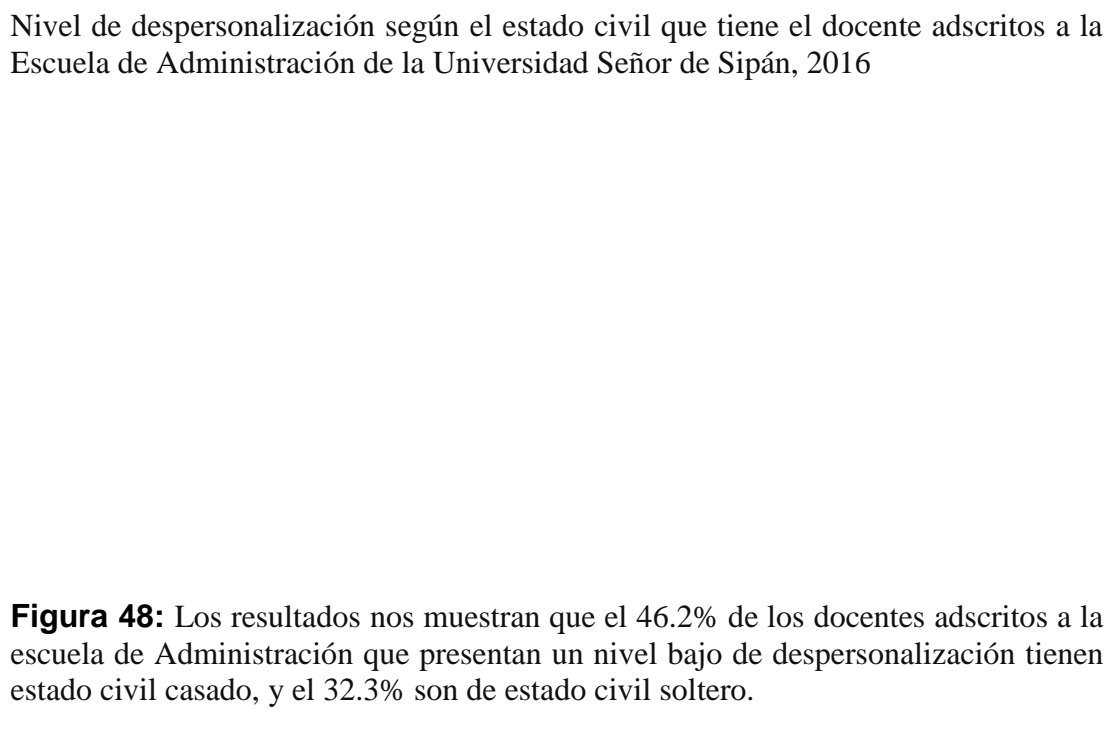 Nivel de despersonalización según el estado civil que tiene el docente adscritos a la
Escuela de Administración de la Universidad Señor de Sipán, 2016
Figura 48: Los resultados nos muestran que el 46.2% de los docentes adscritos a la
escuela de Administración que presentan un nivel bajo de despersonalización tienen
estado civil casado, y el 32.3% son de estado civil soltero.